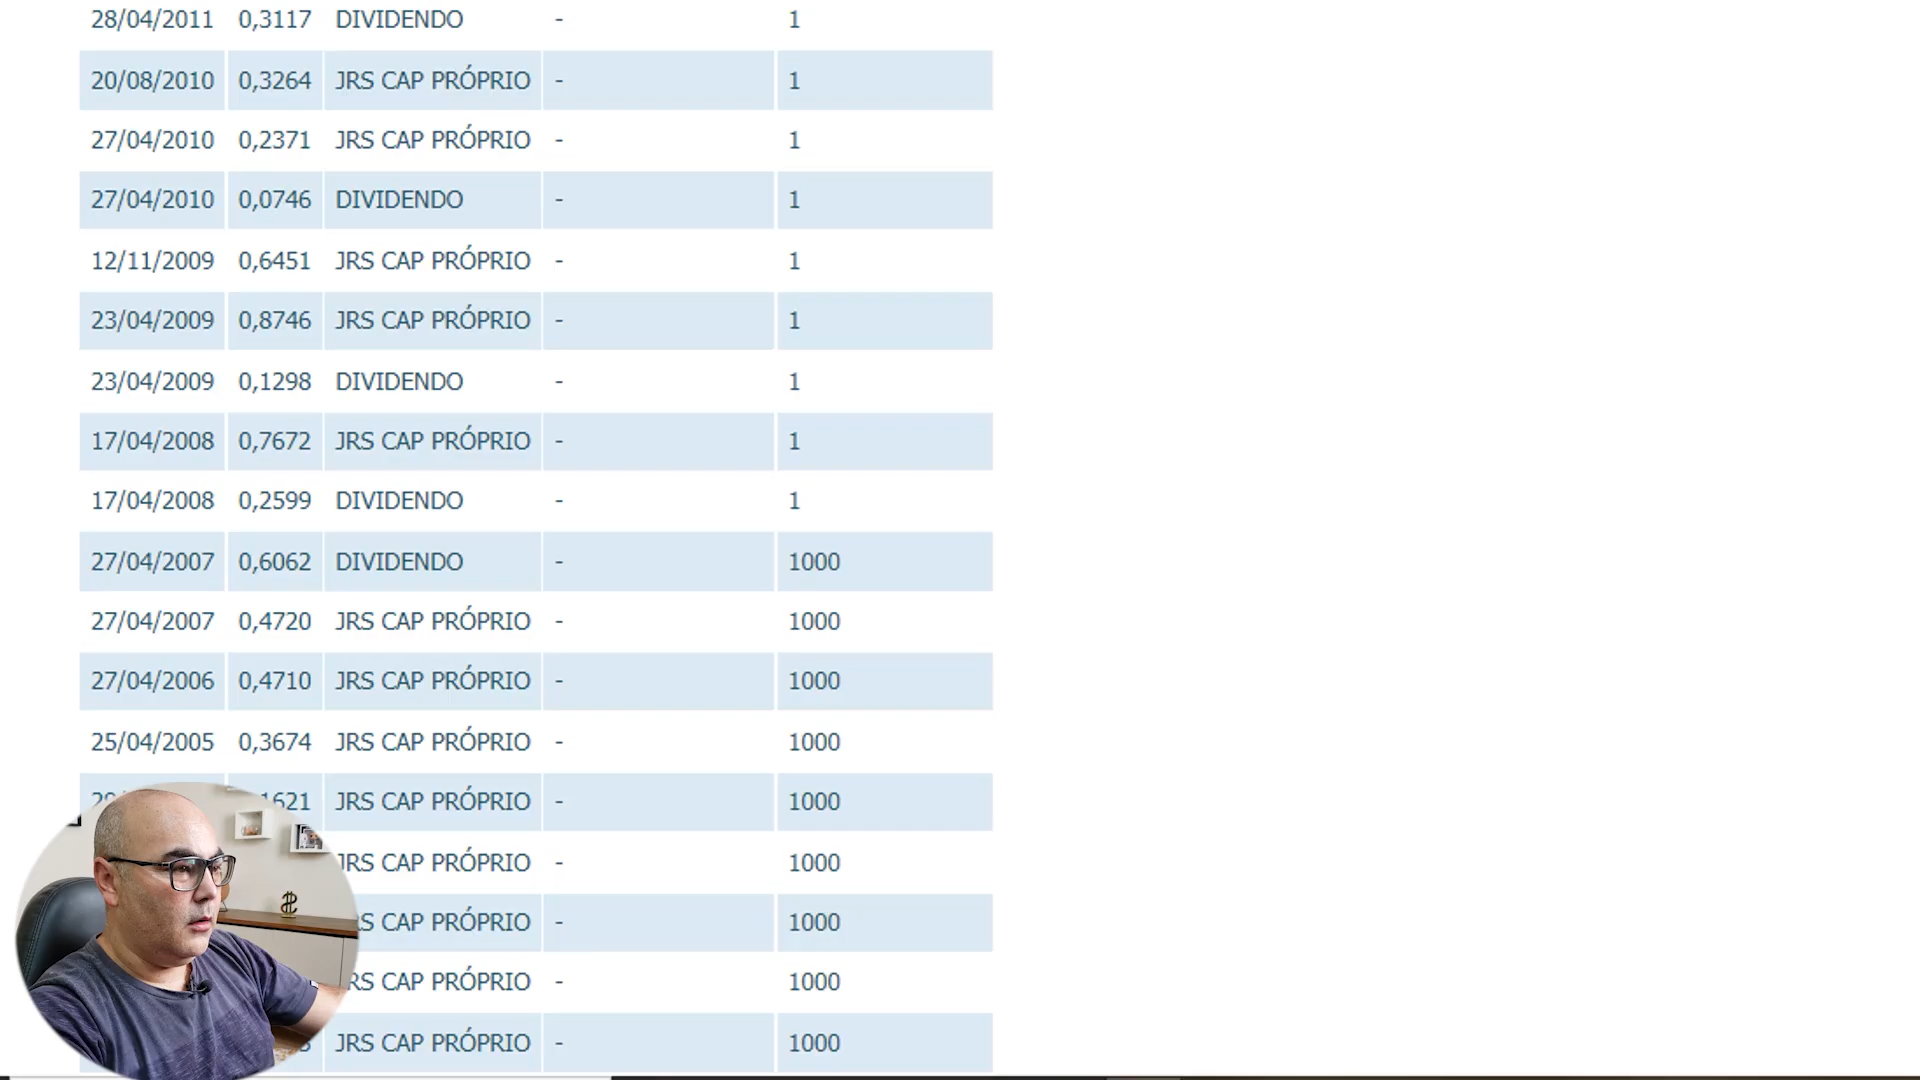 28/04/2011 0,3117 DIVIDENDO - 1
20/08/2010 0,3264 JRS CAP PRÓPRIO - 1
27/04/2010 0,2371 JRS CAP PRÓPRIO - 1
27/04/2010 0,0746 DIVIDENDO - 1
12/11/2009 0,6451 JRS CAP PRÓPRIO - 1
23/04/2009 0,8746 JRS CAP PRÓPRIO - 1
23/04/2009 0,1298 DIVIDENDO - 1
17/04/2008 0,7672 JRS CAP PRÓPRIO - 1
17/04/2008 0,2599 DIVIDENDO - 1
27/04/2007 0,6062 DIVIDENDO - 1000
27/04/2007 0,4720 JRS CAP PRÓPRIO - 1000
27/04/2006 0,4710 JRS CAP PRÓPRIO - 1000
25/04/2005 0,3674 JRS CAP PRÓPRIO - 1000
JRS CAP PRÓPRIO - 1000
JRS CAP PRÓPRIO - 1000
CAP PRÓPRIO - 1000
CAP PRÓPRIO - 1000
JRS CAP PRÓPRIO - 1000